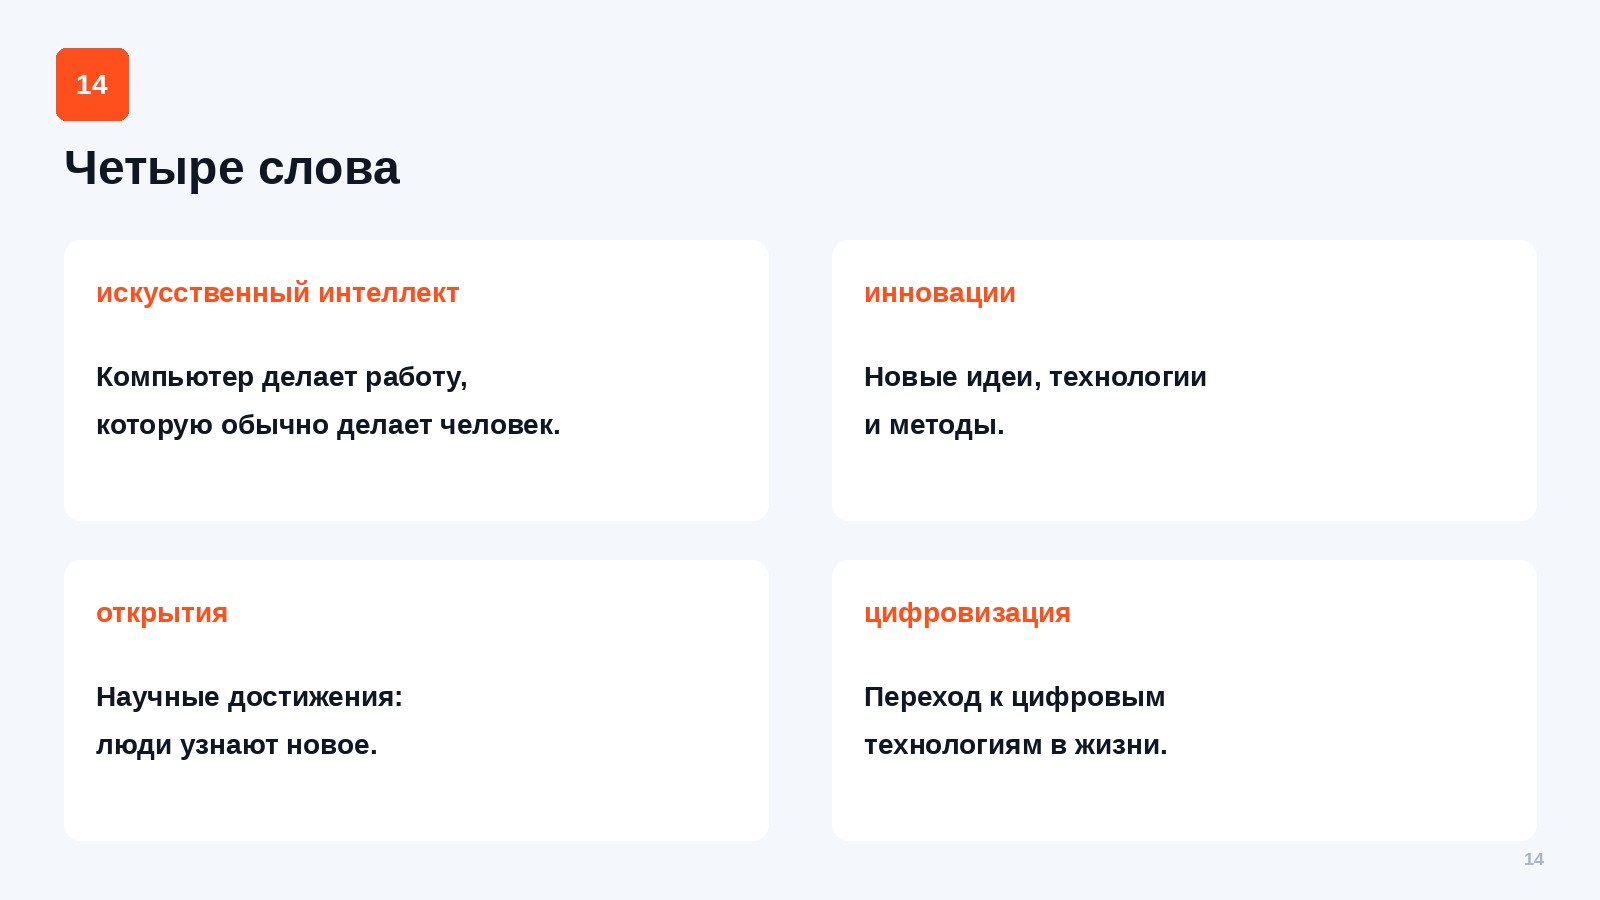 14
Четыре слова
искусственный интеллект
Компьютер делает работу,
которую обычно делает человек.
инновации
Новые идеи, технологии
и методы.
открытия
Научные достижения:
люди узнают новое.
цифровизация
Переход к цифровым
технологиям в жизни.
14